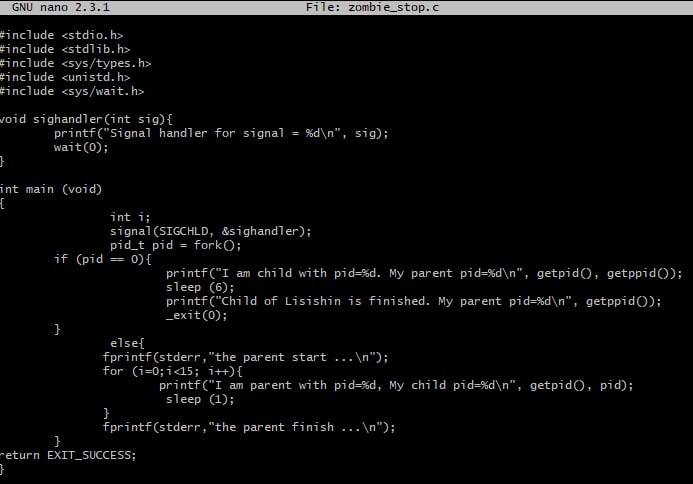 GNU nano 2.3.1 File: zombie_stop.c
#include <stdio.h>
#include <stdlib.h>
#include <sys/types.h>
#include <unistd.h>
#include <sys/wait.h>
void sighandler(int sig){
printf("Signal handler for signal = %d\n", sig);
wait(0);
}
int main (void)
{
int i;
signal(SIGCHLD, &sighandler);
pid_t pid = fork();
if (pid == 0){
printf("I am child with pid=%d. My parent pid=%d\n", getpid(), getppid());
sleep (6);
printf("Child of Lisishin is finished. My parent pid=%d\n", getppid());
_exit(0);
}
else{
fprintf(stderr,"the parent start ...\n");
for (i=0;i<15; i++){
printf("I am parent with pid=%d, My child pid=%d\n", getpid(), pid);
sleep (1);
}
fprintf(stderr,"the parent finish ...\n");
}
return EXIT_SUCCESS;
}